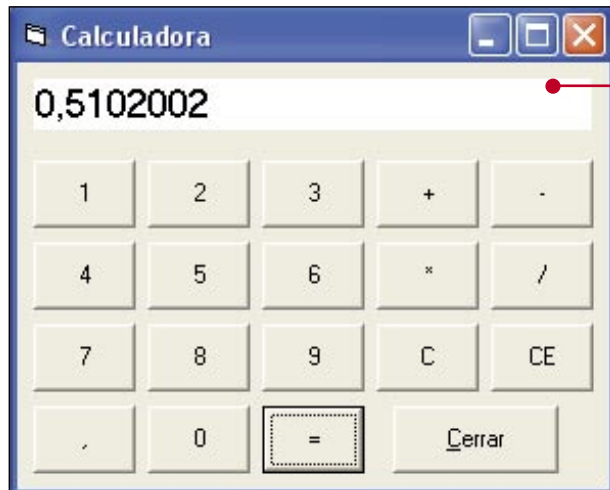 Calculadora
0,5102002
1 2 3 + -
4 5 6 * /
7 8 9 C CE
, 0 = Cerrar